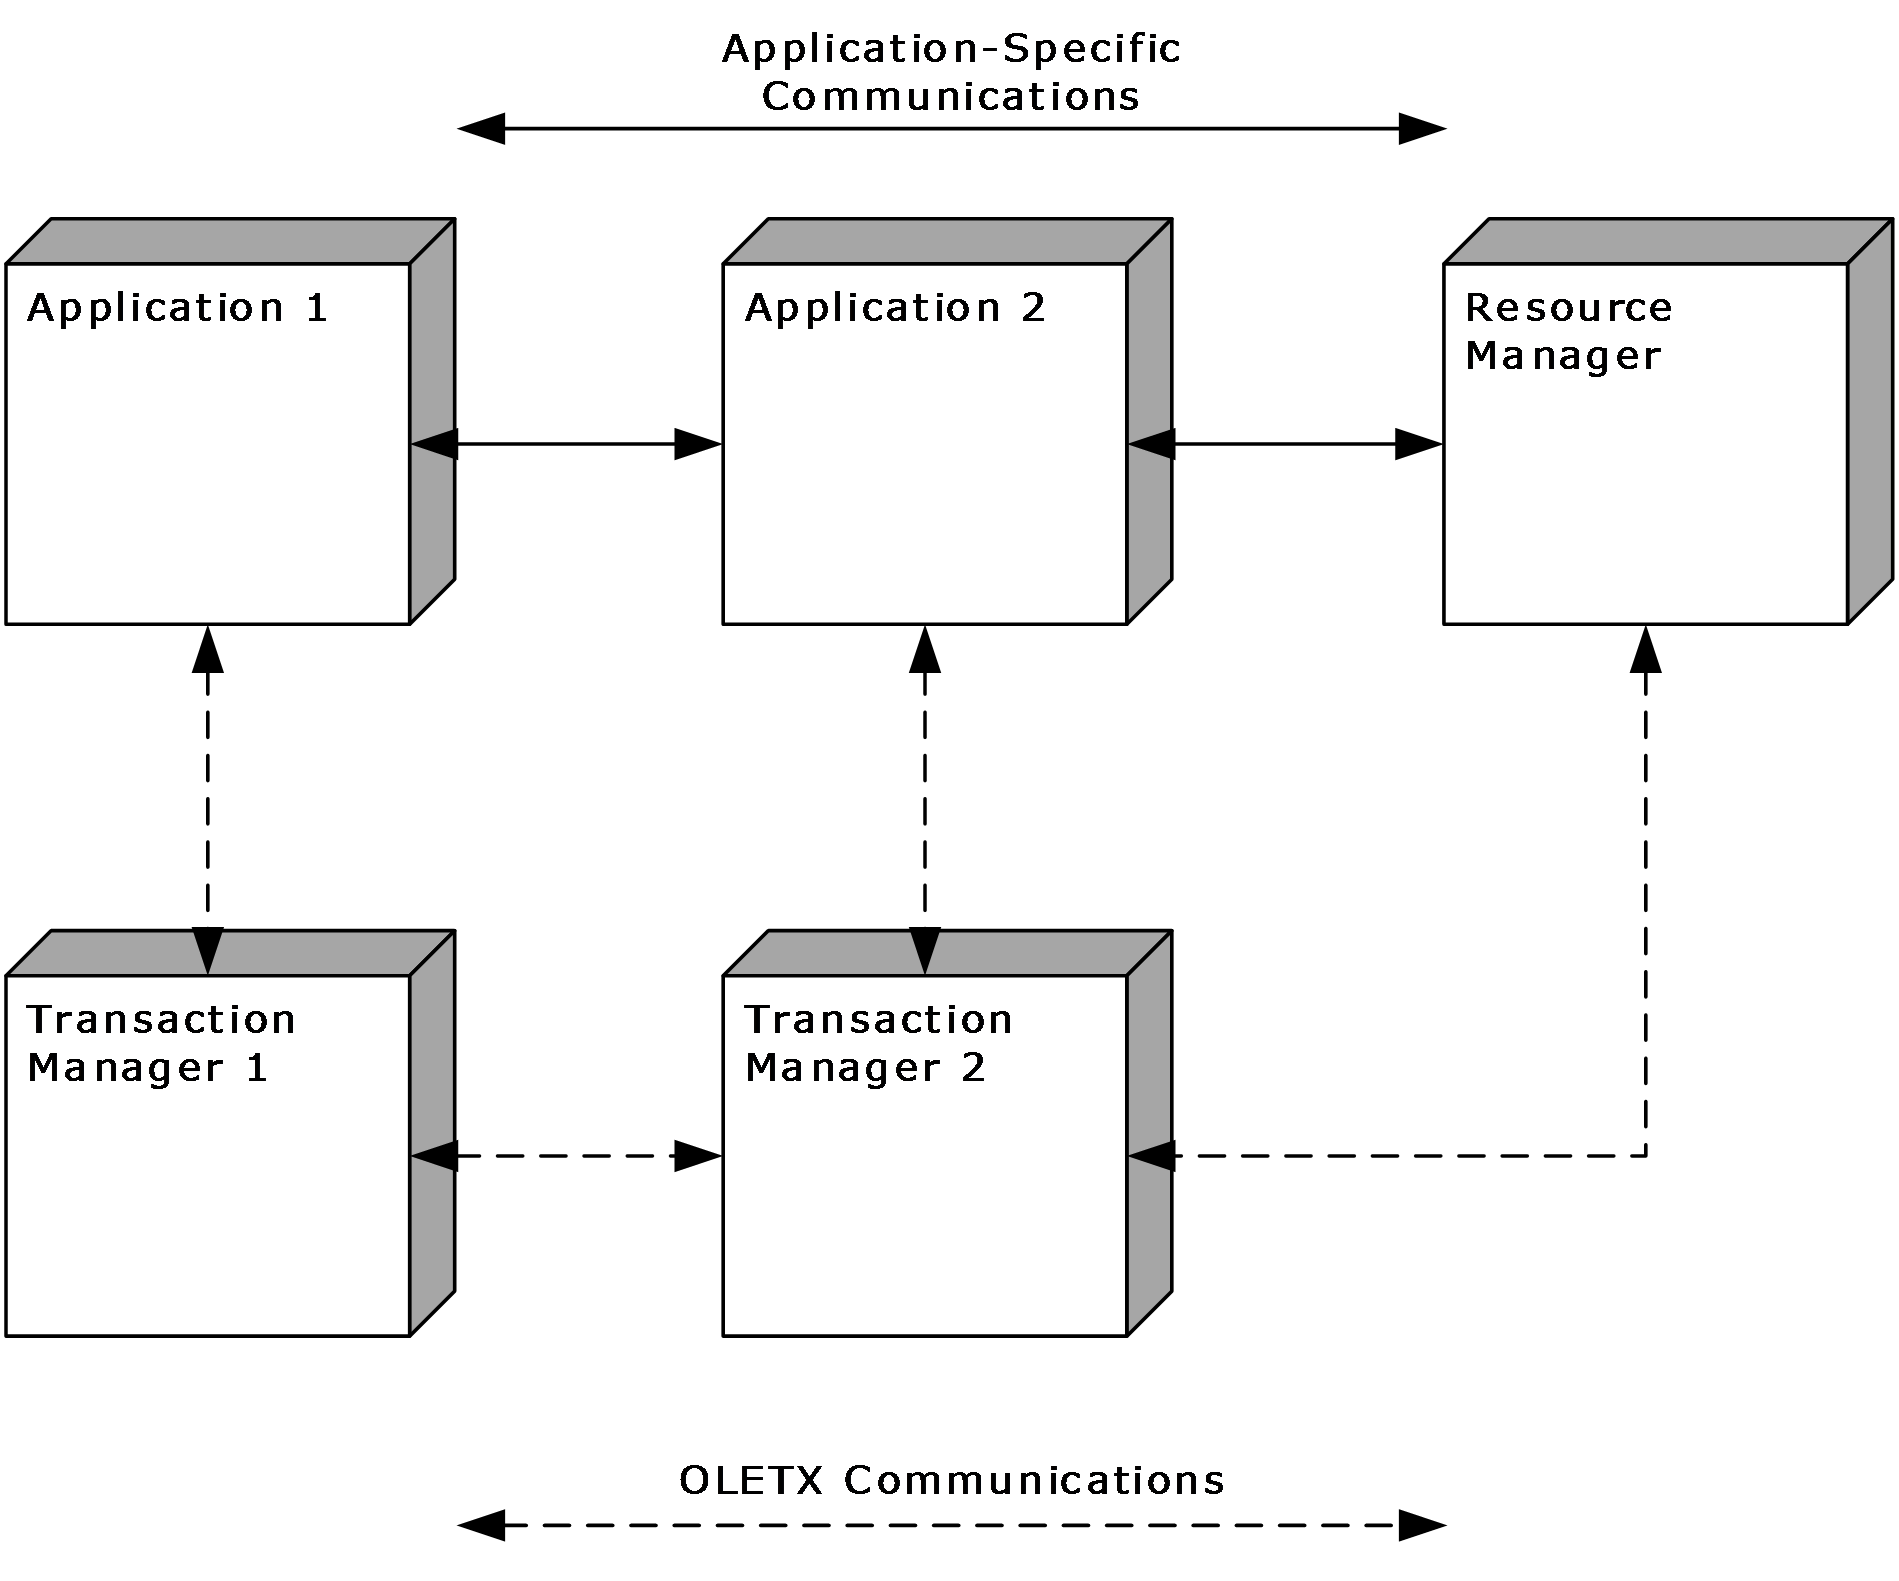 Application-Specific
Communications
Application 1
Application 2
Resource
Manager
Transaction
Manager 1
Transaction
Manager 2
OLETX Communications